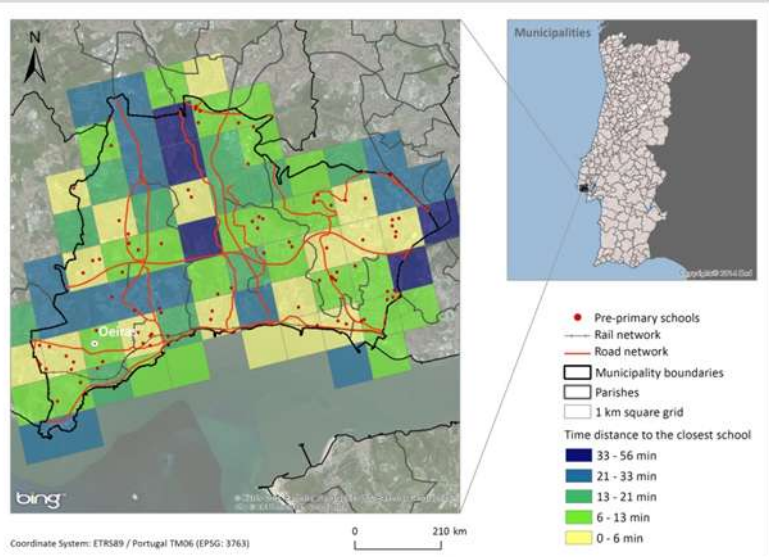 N
Oeiras
bing
Coordinate System: ETRS89 / Portugal TM06 (EPSG: 3763)
0 210 km
Municipalities
Pre-primary schools
Rail network
Road network
Municipality boundaries
Parishes
1 km square grid
Time distance to the closest school
33 - 56 min
21 - 33 min
13 - 21 min
6 - 13 min
0 - 6 min